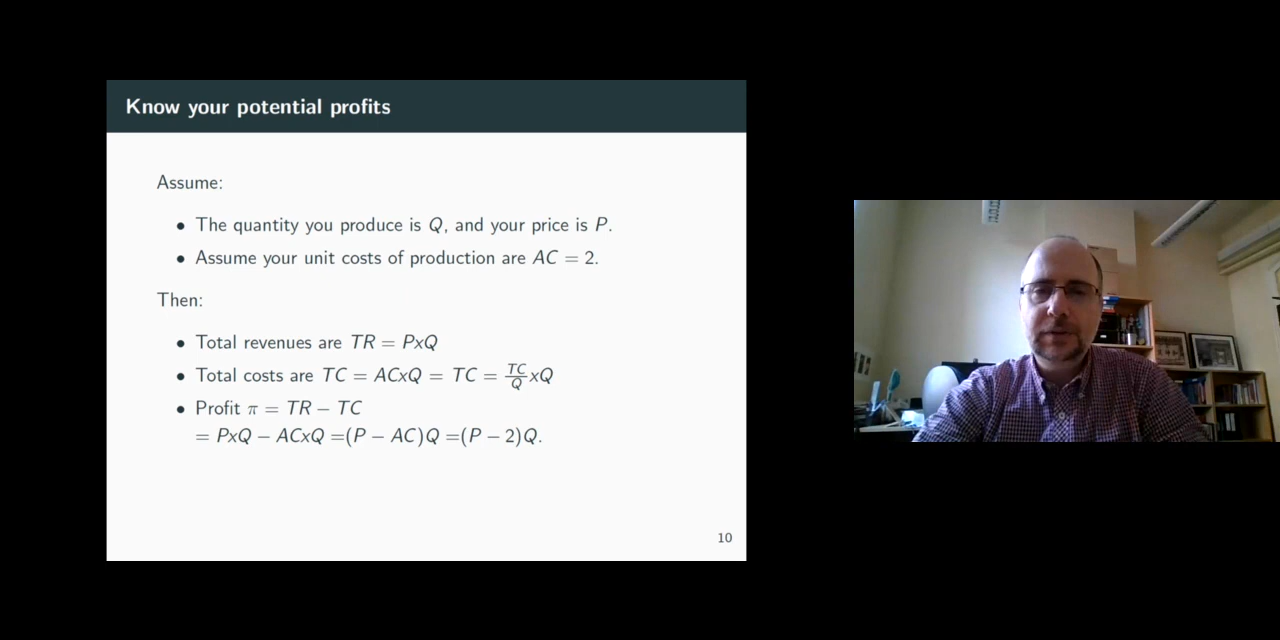 Know your potential profits
Assume:
• The quantity you produce is Q, and your price is P.
• Assume your unit costs of production are AC = 2.
Then:
• Total revenues are TR = PxQ
• Total costs are TC = ACxQ = TC = TC/Q xQ
• Profit π = TR − TC
= PxQ − ACxQ =(P − AC)Q =(P − 2)Q.
10